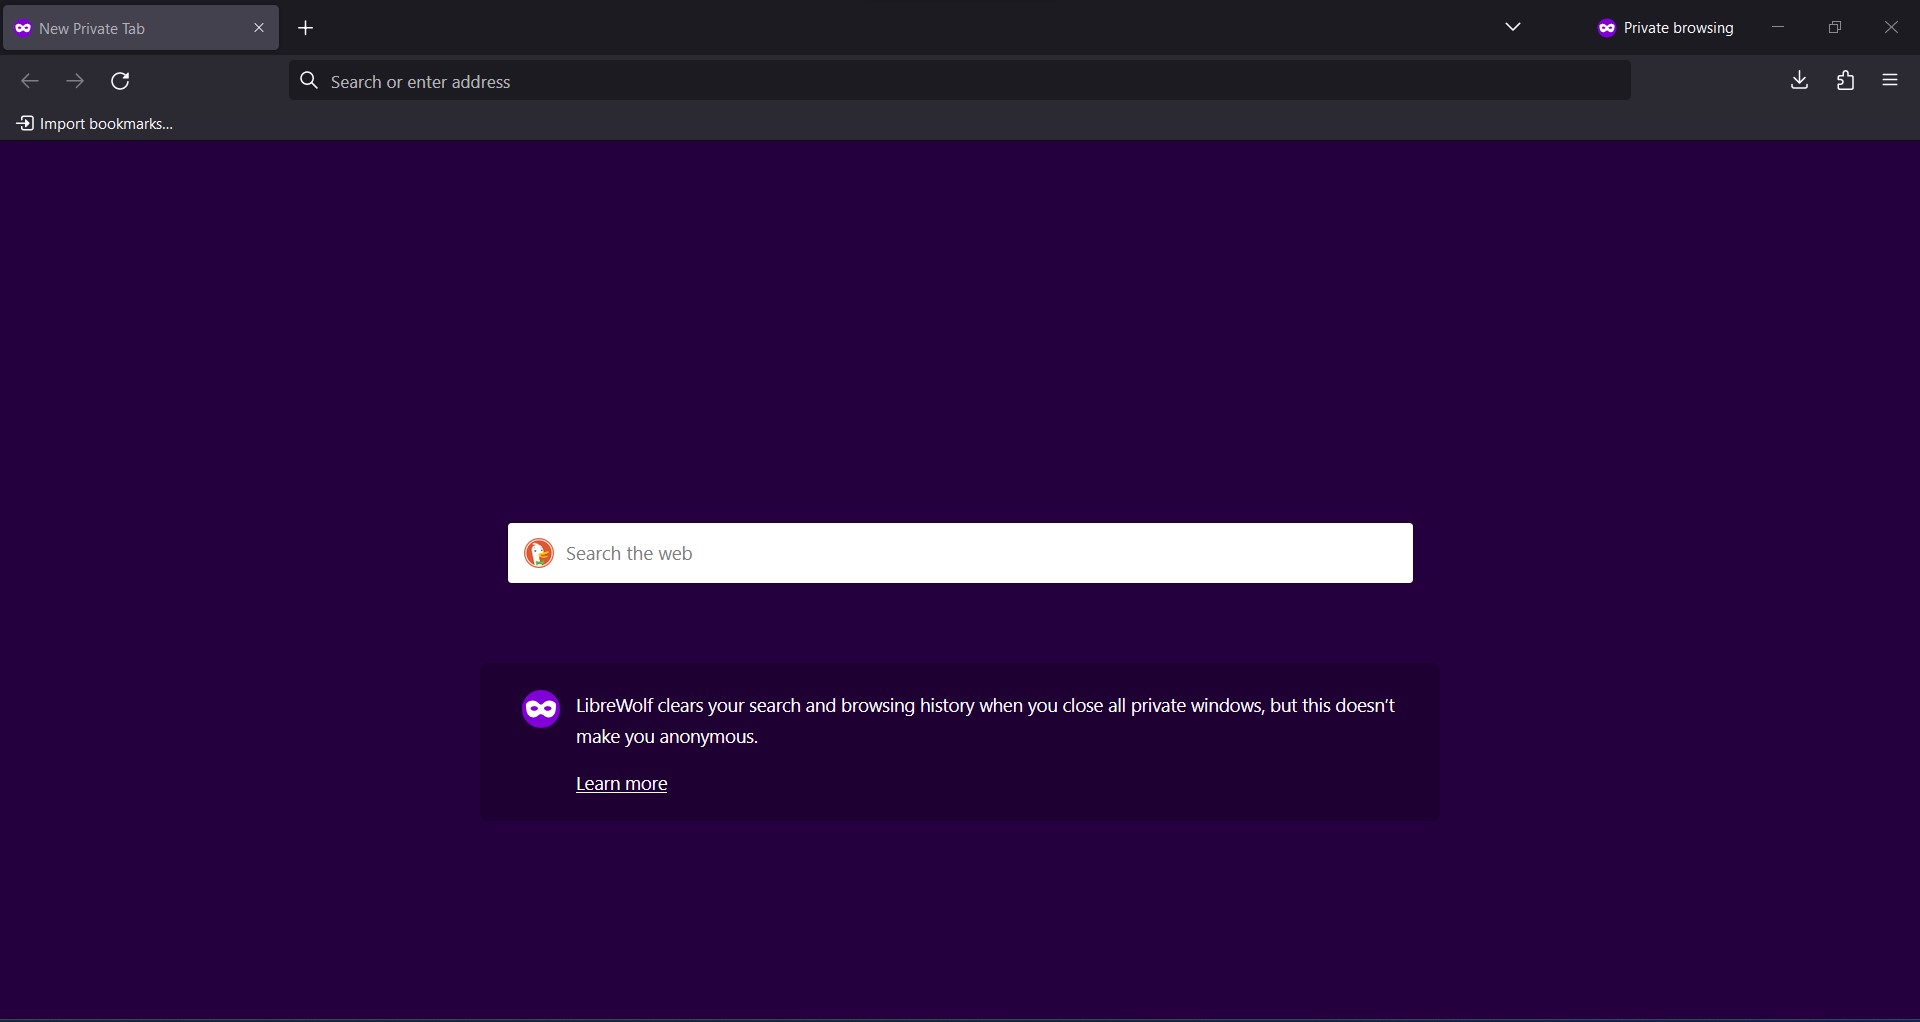 New Private Tab
Private browsing
Search or enter address
Import bookmarks...
Search the web
LibreWolf clears your search and browsing history when you close all private windows, but this doesn't
make you anonymous.
Learn more